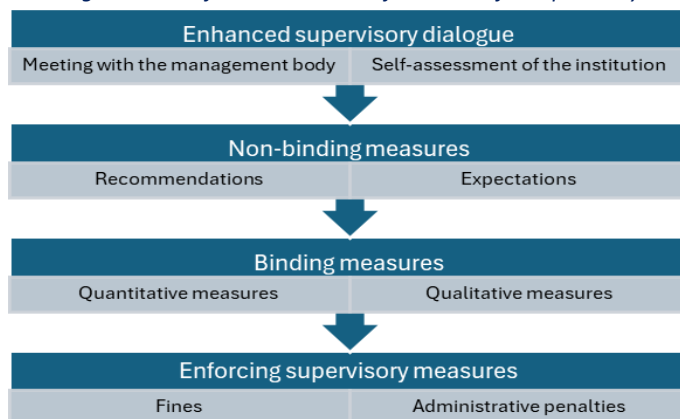 Enhanced supervisory dialogue
Meeting with the management body Self-assessment of the institution
Non-binding measures
Recommendations Expectations
Binding measures
Quantitative measures Qualitative measures
Enforcing supervisory measures
Fines Administrative penalties